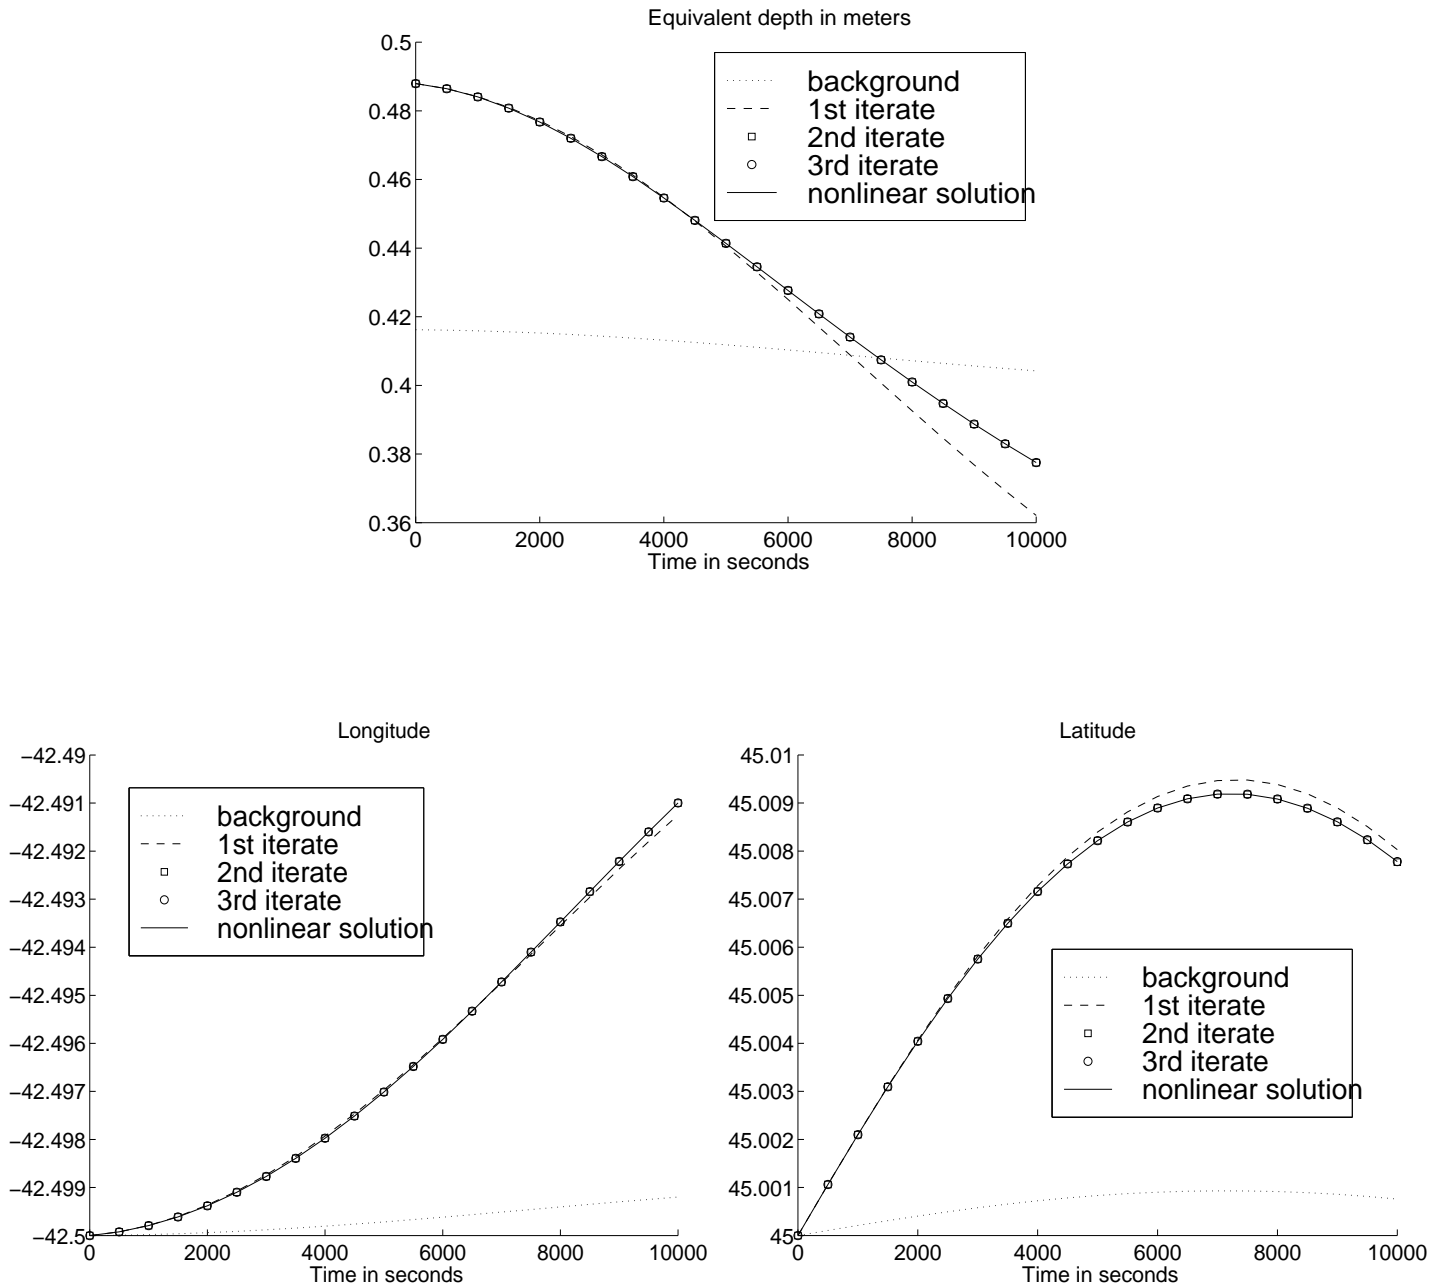 Equivalent depth in meters
0.5
0.48
0.46
0.44
0.42
0.4
0.38
0.36
background
1st iterate
2nd iterate
3rd iterate
nonlinear solution
0 2000 4000 6000 8000 10000
Time in seconds
Longitude
−42.49
−42.491
−42.492
−42.493
−42.494
−42.495
−42.496
−42.497
−42.498
−42.499
−42.5
background
1st iterate
2nd iterate
3rd iterate
nonlinear solution
0 2000 4000 6000 8000 10000
Time in seconds
Latitude
45.01
45.009
45.008
45.007
45.006
45.005
45.004
45.003
45.002
45.001
45
background
1st iterate
2nd iterate
3rd iterate
nonlinear solution
0 2000 4000 6000 8000 10000
Time in seconds